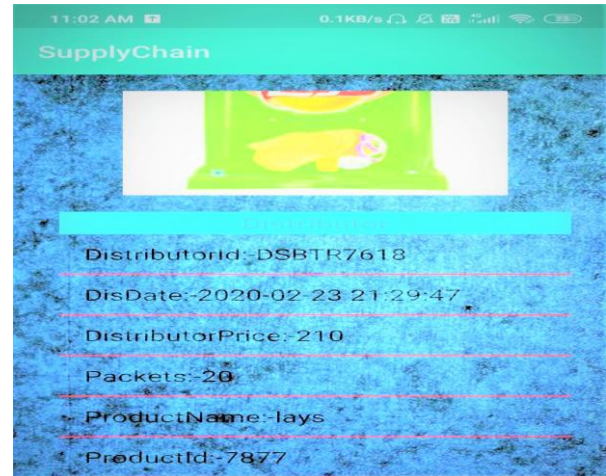 11:02 AM 0.1KB/s
SupplyChain
Distributor
DistributorId:-DSBTR7618
DisDate:-2020-02-23 21:29:47
DistributorPrice:-210
Packets:-20
ProductName:-lays
ProductId:-7877